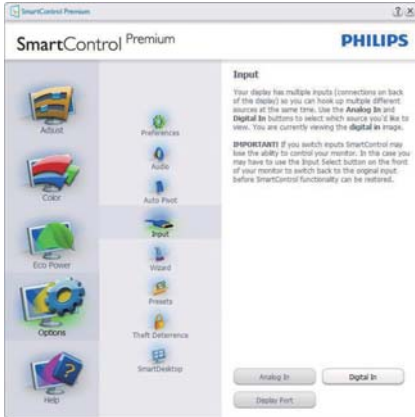 SmartControl Premium
SmartControl Premium
PHILIPS
Adjust
Color
Eco Power
Options
Help
Preferences
Audio
Auto Pivot
Input
Wizard
Presets
Theft Deterrence
SmartDesktop
Input
Your display has multiple inputs (connections on back
of this display) so you can hook up multiple different
sources at the same time. Use the Analog In and
Digital In buttons to select which source you'd like to
view. You are currently viewing the digital in image.
IMPORTANT! If you switch inputs SmartControl may
lose the ability to control your monitor. In this case you
may have to use the Input Select button on the front
of your monitor to switch back to the original input
before SmartControl functionality can be restored.
Analog In
Digital In
Display Port